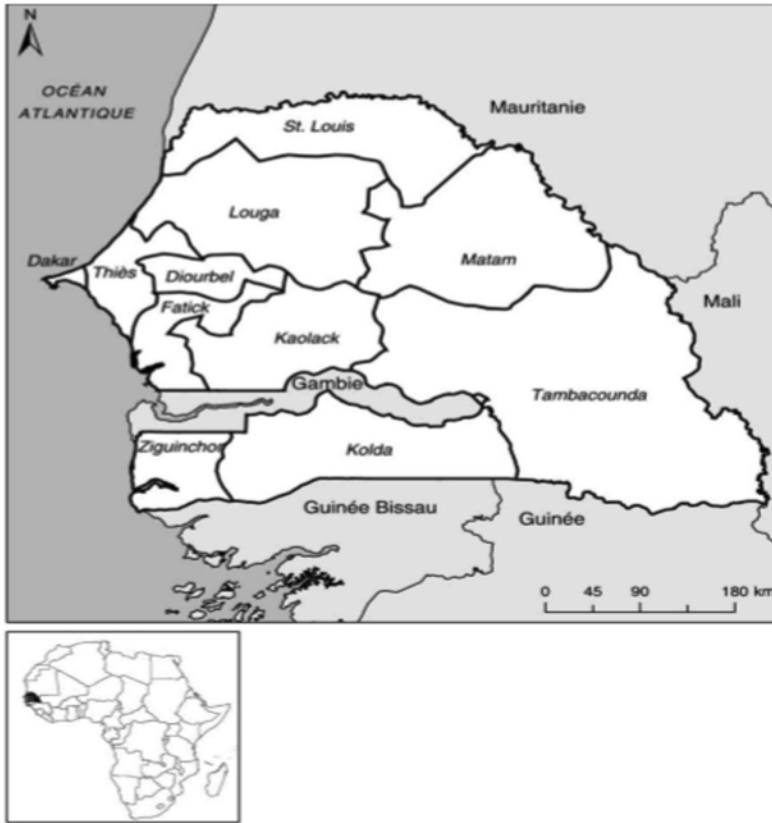 N
OCÉAN
ATLANTIQUE
Mauritanie
St. Louis
Louga
Dakar
Thiès
Diourbel
Matam
Fatick
Mali
Kaolack
Gambie
Tambacounda
Ziguinchor
Kolda
Guinée Bissau
Guinée
0 45 90 180 km